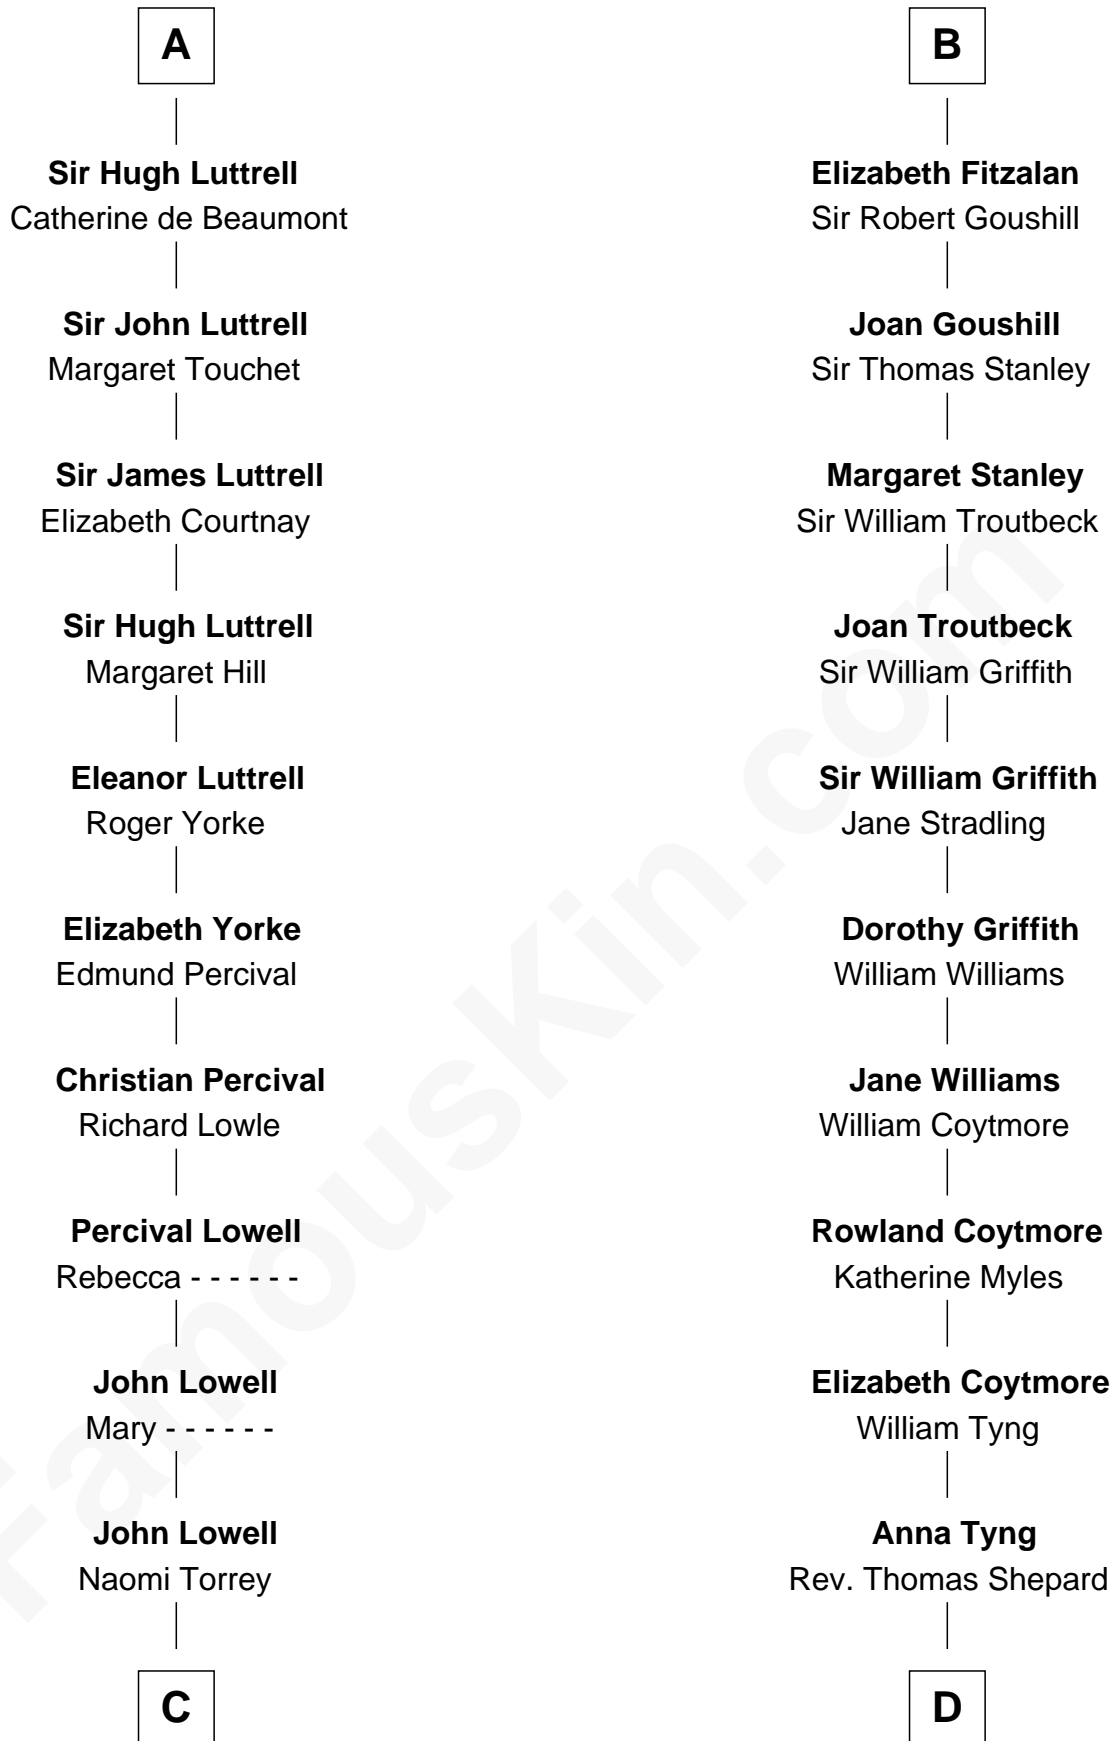 A
Sir Hugh Luttrell
Catherine de Beaumont
Sir John Luttrell
Margaret Touchet
Sir James Luttrell
Elizabeth Courtnay
Sir Hugh Luttrell
Margaret Hill
Eleanor Luttrell
Roger Yorke
Elizabeth Yorke
Edmund Percival
Christian Percival
Richard Lowle
Percival Lowell
Rebecca - - - - - -
John Lowell
Mary - - - - - -
John Lowell
Naomi Torrey
C
B
Elizabeth Fitzalan
Sir Robert Goushill
Joan Goushill
Sir Thomas Stanley
Margaret Stanley
Sir William Troutbeck
Joan Troutbeck
Sir William Griffith
Sir William Griffith
Jane Stradling
Dorothy Griffith
William Williams
Jane Williams
William Coytmore
Rowland Coytmore
Katherine Myles
Elizabeth Coytmore
William Tyng
Anna Tyng
Rev. Thomas Shepard
D
FamousKin.com